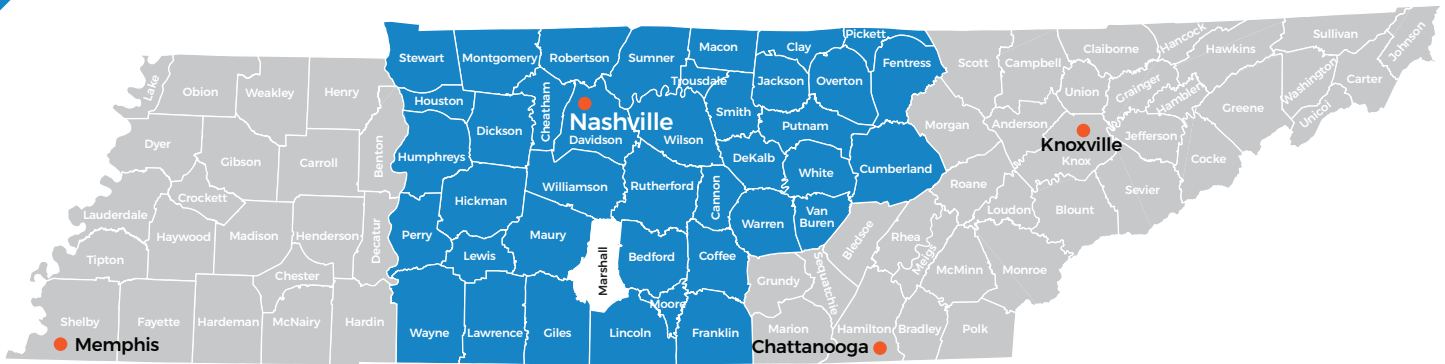 Lake
Obion
Weakley
Henry
Dyer
Gibson
Carroll
Benton
Crockett
Lauderdale
Haywood
Madison
Henderson
Decatur
Tipton
Chester
Shelby
Fayette
Hardeman
McNairy
Hardin
Memphis
Stewart
Montgomery
Robertson
Sumner
Macon
Clay
Pickett
Fentress
Trousdale
Jackson
Overton
Houston
Dickson
Cheatham
Nashville
Davidson
Wilson
Smith
Putnam
Humphreys
DeKalb
White
Cumberland
Hickman
Williamson
Rutherford
Cannon
Warren
Van
Buren
Perry
Lewis
Maury
Marshall
Bedford
Coffee
Moore
Wayne
Lawrence
Giles
Lincoln
Franklin
Scott
Campbell
Claiborne
Hancock
Hawkins
Sullivan
Johnson
Union
Grainger
Hamblen
Washington
Carter
Unicoi
Greene
Morgan
Anderson
Knoxville
Knox
Jefferson
Cocke
Roane
Loudon
Blount
Sevier
Bledsoe
Rhea
Meigs
McMinn
Monroe
Grundy
Sequatchie
Marion
Hamilton
Bradley
Polk
Chattanooga